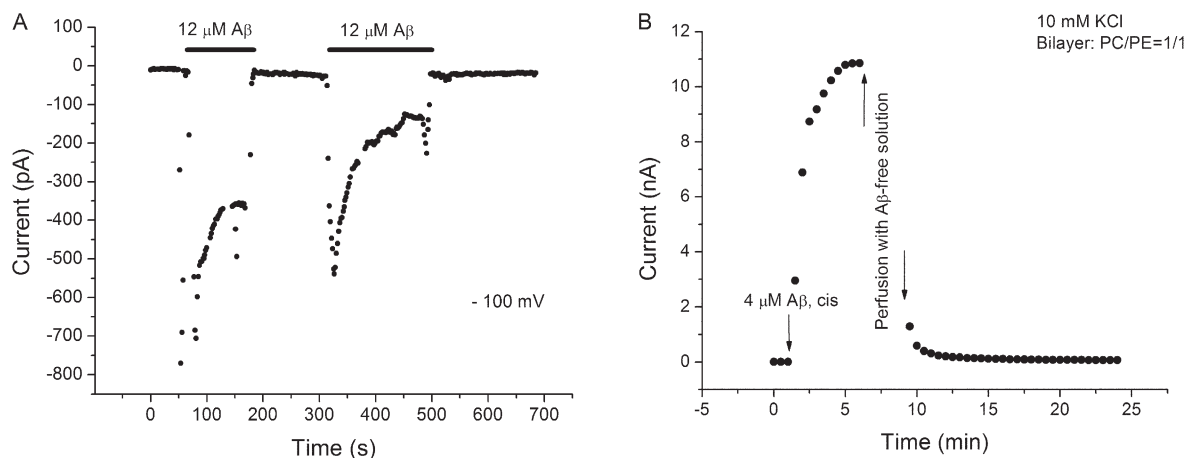 A
12 μM Aβ
12 μM Aβ
100
0
-100
-200
-300
-400
-500
-600
-700
-800
Current (pA)
- 100 mV
0
100
200
300
400
500
600
700
Time (s)
B
10 mM KCl
Bilayer: PC/PE=1/1
12
10
8
6
4
2
0
Current (nA)
4 μM Aβ, cis
Perfusion with Aβ-free solution
-5
0
5
10
15
20
25
Time (min)